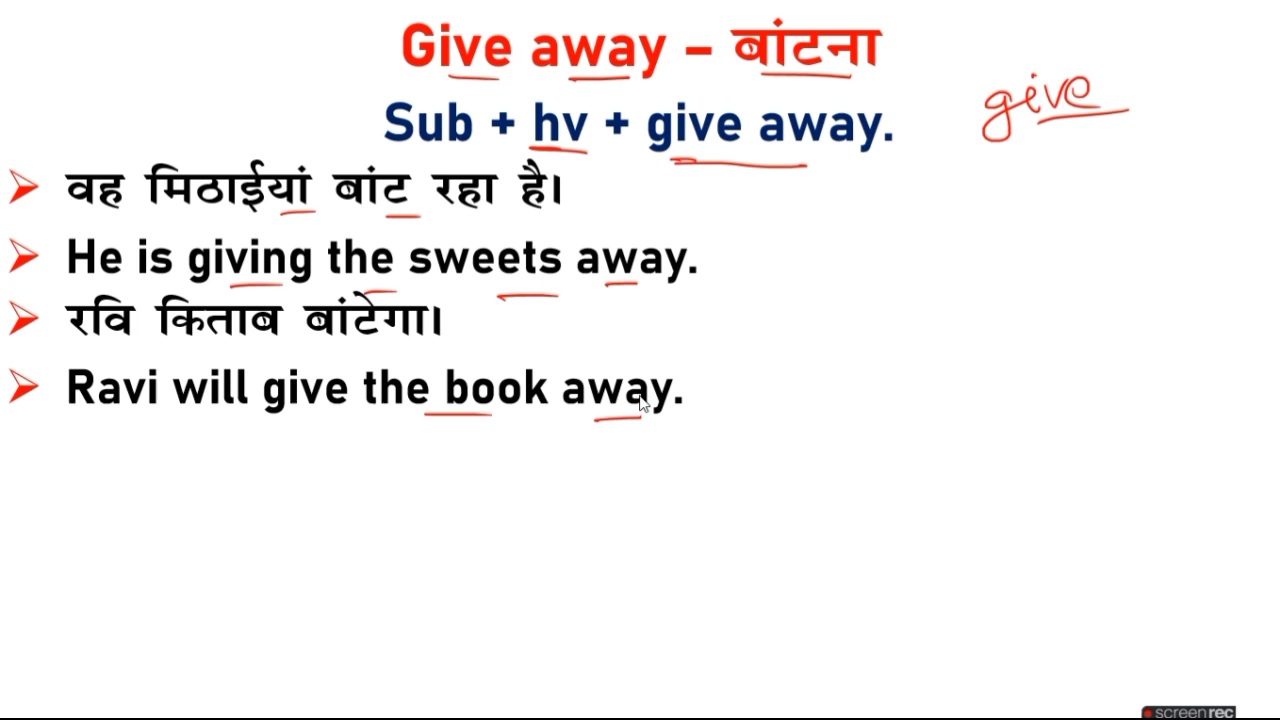 Give away – बांटना
Sub + hv + give away.
give
➤ वह मिठाईयां बांट रहा है।
➤ He is giving the sweets away.
➤ रवि किताब बांटेगा।
➤ Ravi will give the book away.
screenrec